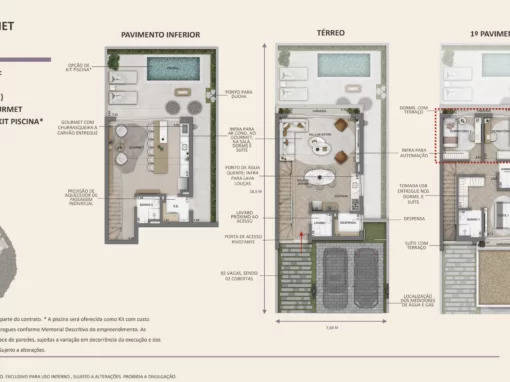 MET
PAVIMENTO INFERIOR
TÉRREO
1º PAVIMEN
)
URMET
KIT PISCINA*
OPÇÃO DE
KIT PISCINA*
PONTO PARA
DUCHA
GOURMET COM
CHURRASQUEIRA À
CARVÃO ENTREGUE
PREVISÃO DE
AQUECEDOR DE
PASSAGEM
INDIVIDUAL
INFRA PARA
AR COND. NO
GOURMET,
NA SALA,
DORMS E
SUÍTE
PONTO DE ÁGUA
QUENTE; INFRA
PARA LAVA
LOUÇAS
LAVABO
PRÓXIMO AO
ACESSO
PORTA DE ACESSO
PIVOTANTE
02 VAGAS, SENDO
02 COBERTAS
DORMS. COM
TERRAÇO
INFRA PARA
AUTOMAÇÃO
TOMADA USB
ENTREGUE NOS
DORMS E
SUÍTE
DESPENSA
SUÍTE COM
TERRAÇO
LOCALIZAÇÃO
DOS MEDIDORES
DE ÁGUA E GÁS
parte do contrato. * A piscina será oferecida como Kit com custo
tregues conforme Memorial Descritivo do empreendimento. As
ace de paredes, sujeitas a variação em decorrência da execução e dos
Sujeito a alterações.
O. EXCLUSIVO PARA USO INTERNO , SUJEITO A ALTERAÇÕES. PROIBIDA A DIVULGAÇÃO.